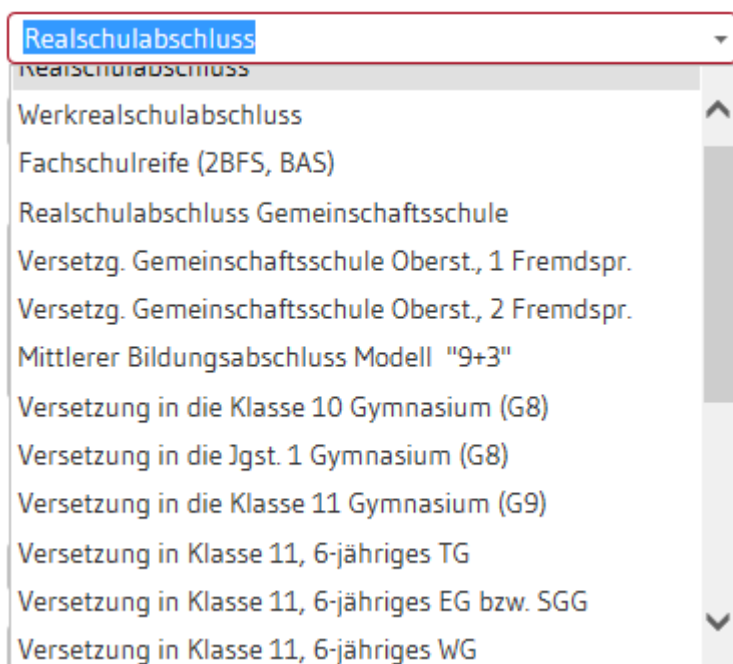 Realschulabschluss
Realschulabschluss
Werkrealschulabschluss
Fachschulreife (2BFS, BAS)
Realschulabschluss Gemeinschaftsschule
Versetzg. Gemeinschaftsschule Oberst., 1 Fremdspr.
Versetzg. Gemeinschaftsschule Oberst., 2 Fremdspr.
Mittlerer Bildungsabschluss Modell  "9+3"
Versetzung in die Klasse 10 Gymnasium (G8)
Versetzung in die Jgst. 1 Gymnasium (G8)
Versetzung in die Klasse 11 Gymnasium (G9)
Versetzung in Klasse 11, 6-jähriges TG
Versetzung in Klasse 11, 6-jähriges EG bzw. SGG
Versetzung in Klasse 11, 6-jähriges WG